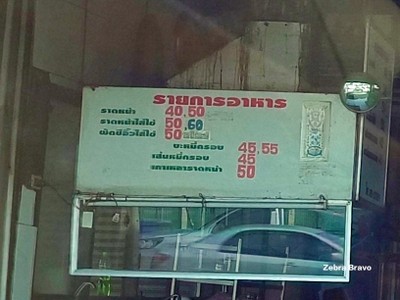 รายการอาหาร
ราดหน้า 40.50
ราดหน้าใส่ไข่ 50.60
ผัดซีอิ๊วใส่ไข่ 50
บะหมี่กรอบ 45.55
เส้นหมี่กรอบ 45
เกาเหลาราดหน้า 50
Zebra Bravo